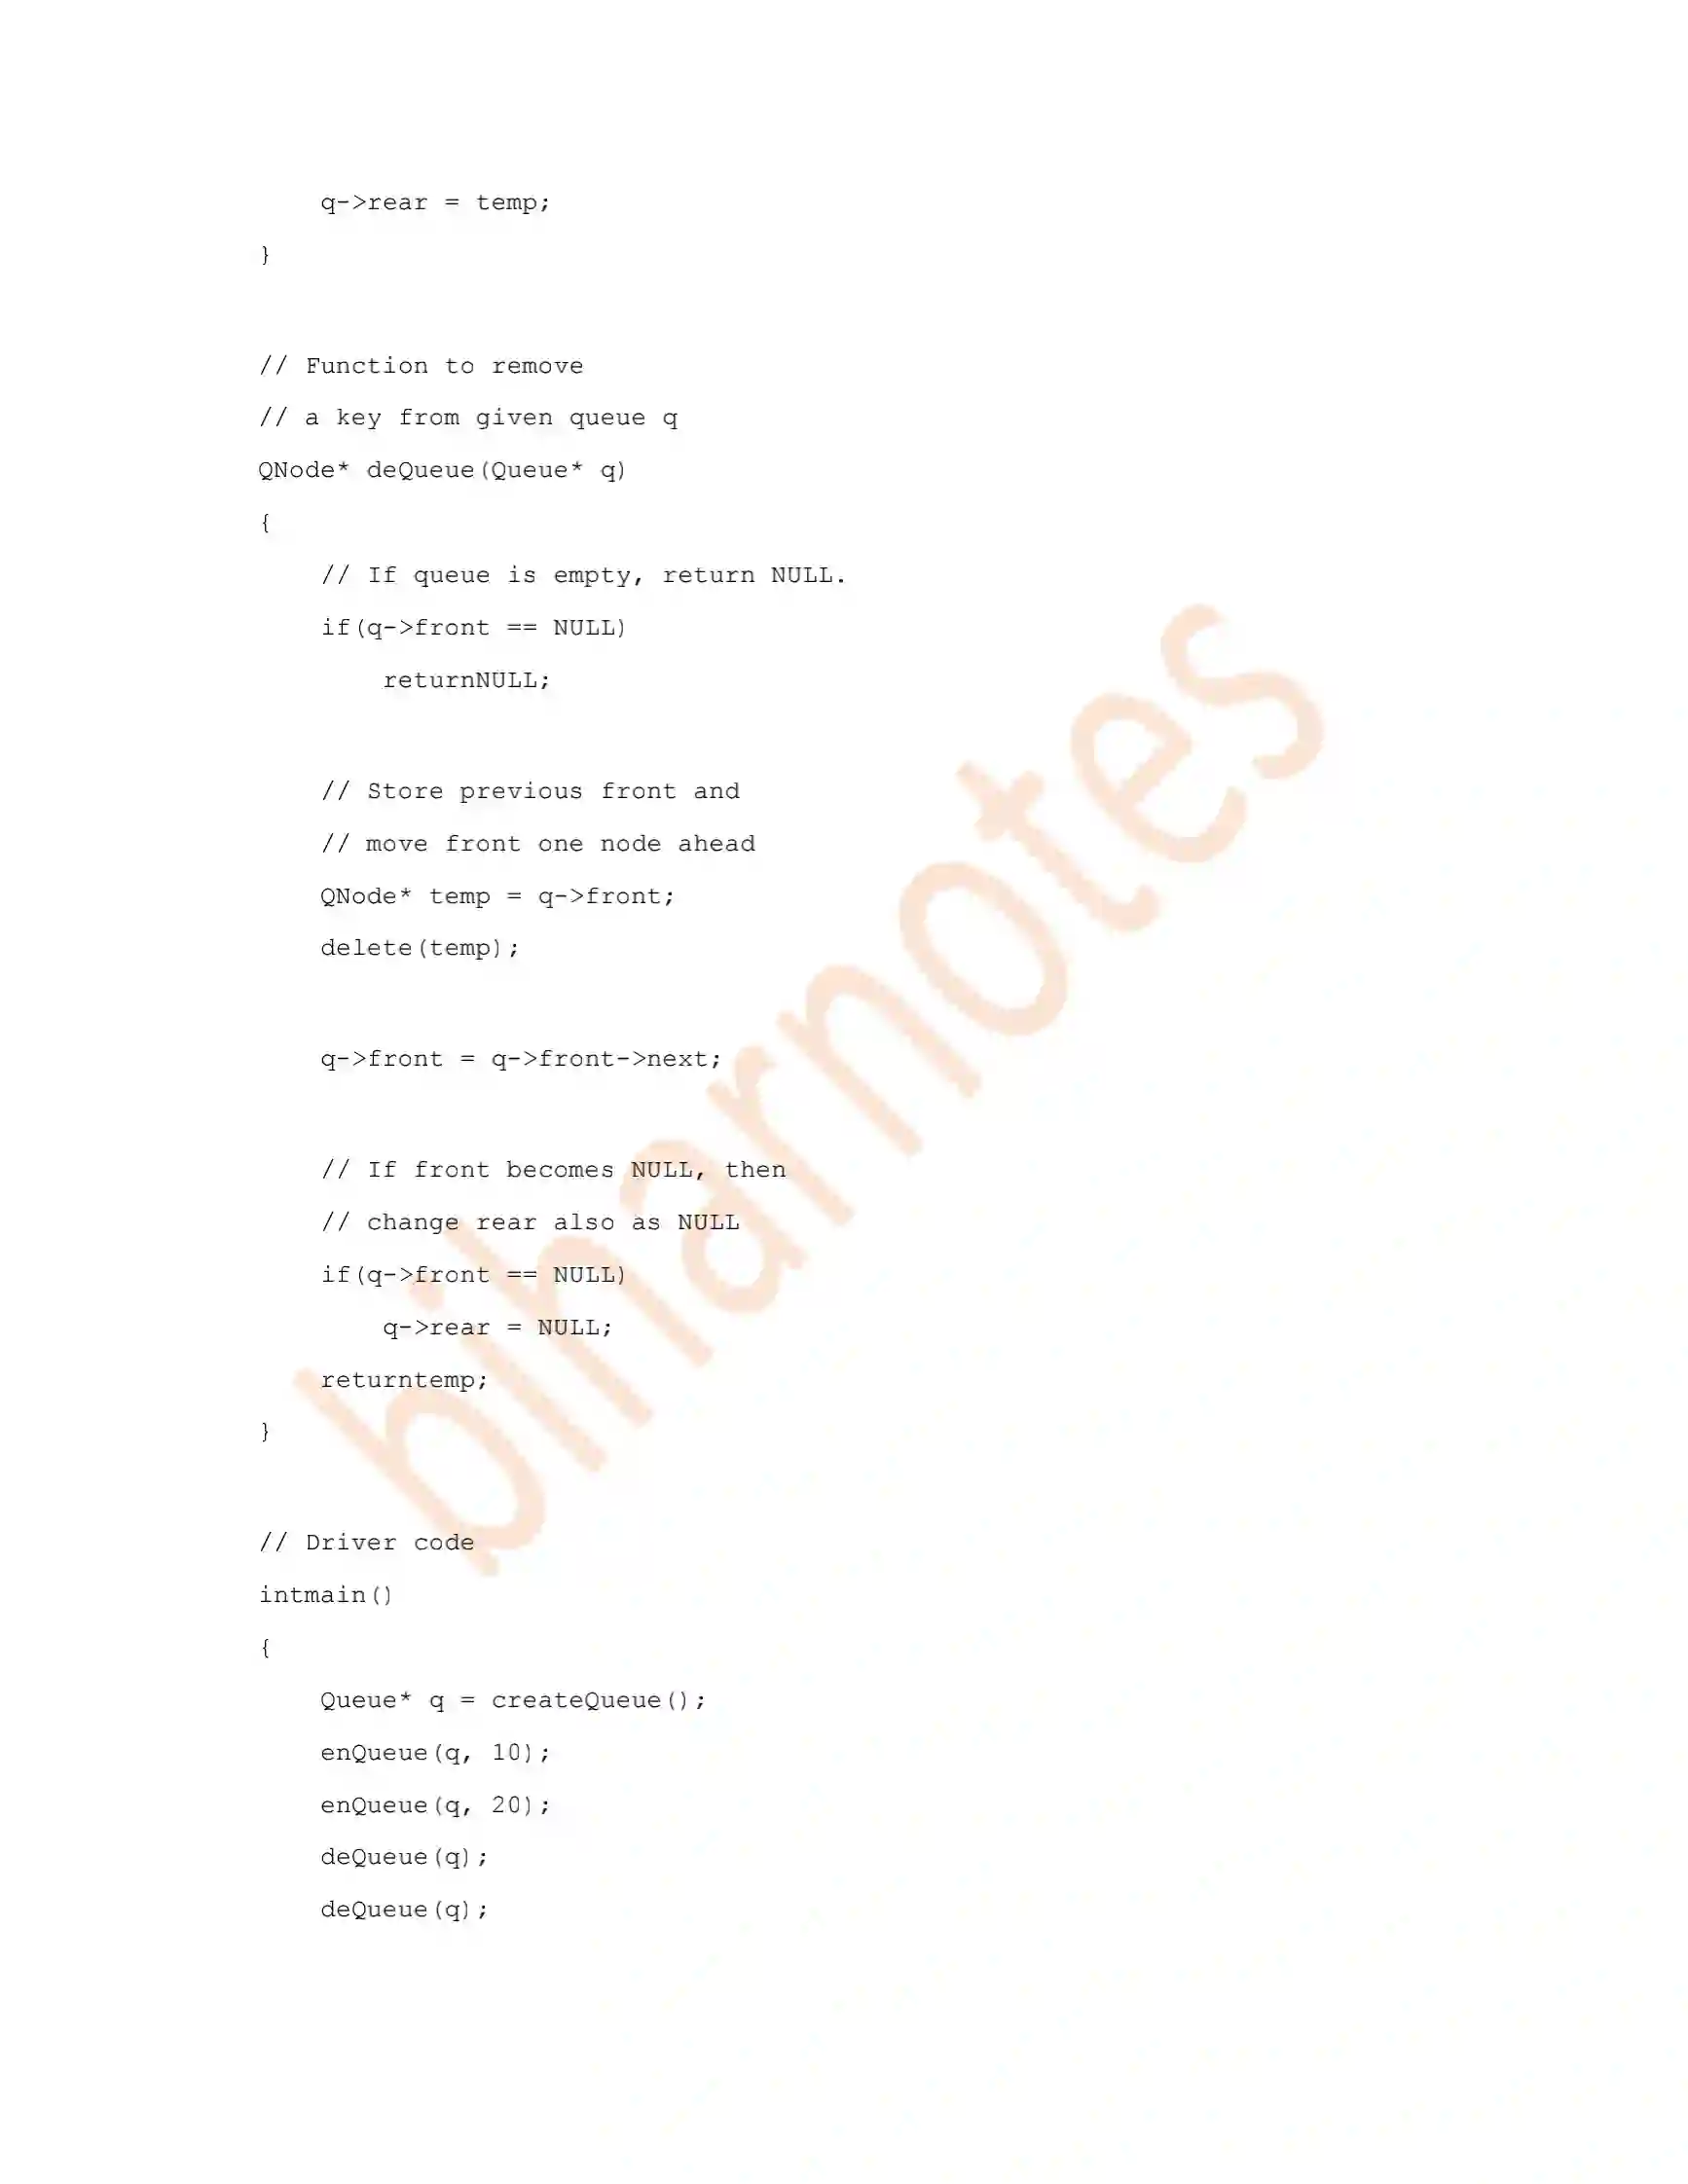 q->rear = temp;
}
// Function to remove
// a key from given queue q
QNode* deQueue(Queue* q)
{
// If queue is empty, return NULL.
if(q->front == NULL)
returnNULL;
// Store previous front and
// move front one node ahead
QNode* temp = q->front;
delete(temp);
q->front = q->front->next;
// If front becomes NULL, then
// change rear also as NULL
if(q->front == NULL)
q->rear = NULL;
returntemp;
}
// Driver code
intmain()
{
Queue* q = createQueue();
enQueue(q, 10);
enQueue(q, 20);
deQueue(q);
deQueue(q);
biharnotes